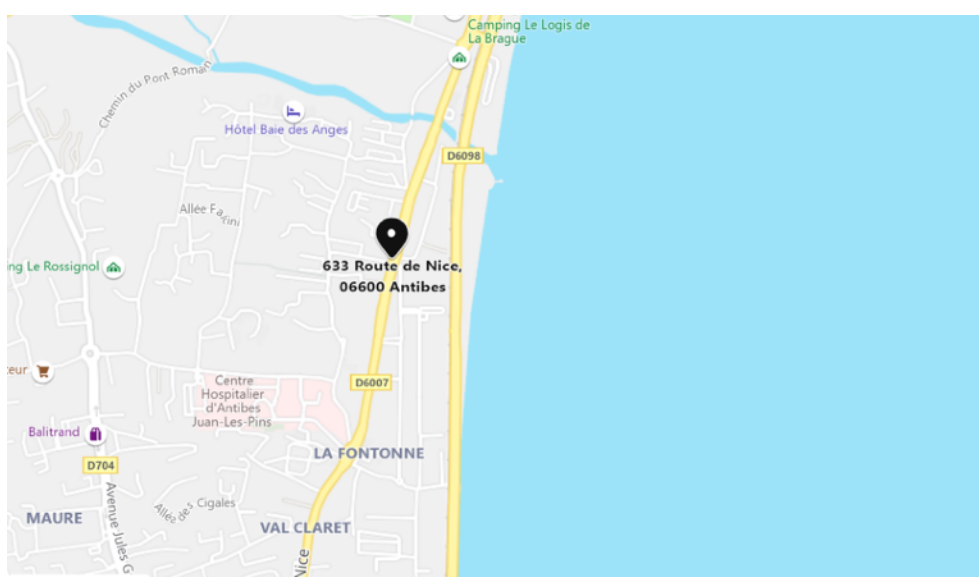 Camping Le Logis de
La Brague
Chemin du Pont Romain
Hôtel Baie des Anges
D6098
Allée Fa
ini
633 Route de Nice,
06600 Antibes
ng Le Rossignol
eur
D6007
Centre
Hospitalier
d'Antibes
Juan-Les-Pins
Balitrand
LA FONTONNE
D704
Avenue Jules G
Allée des Cigales
MAURE
VAL CLARET
Nice